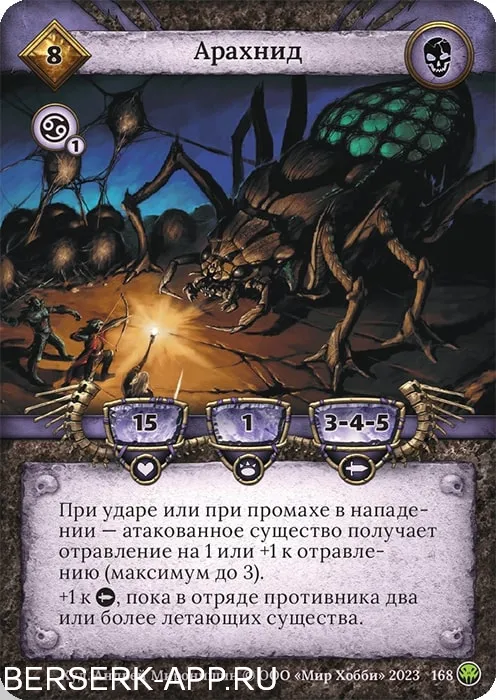 8
Арахнид
1
15
1
3-4-5
При ударе или при промахе в нападе-
нии — атакованное существо получает
отравление на 1 или +1 к отравле-
нию (максимум до 3).
+1 к , пока в отряде противника два
или более летающих существа.
ООО «Мир Хобби» 2023 168
BERSERK-APP.RU